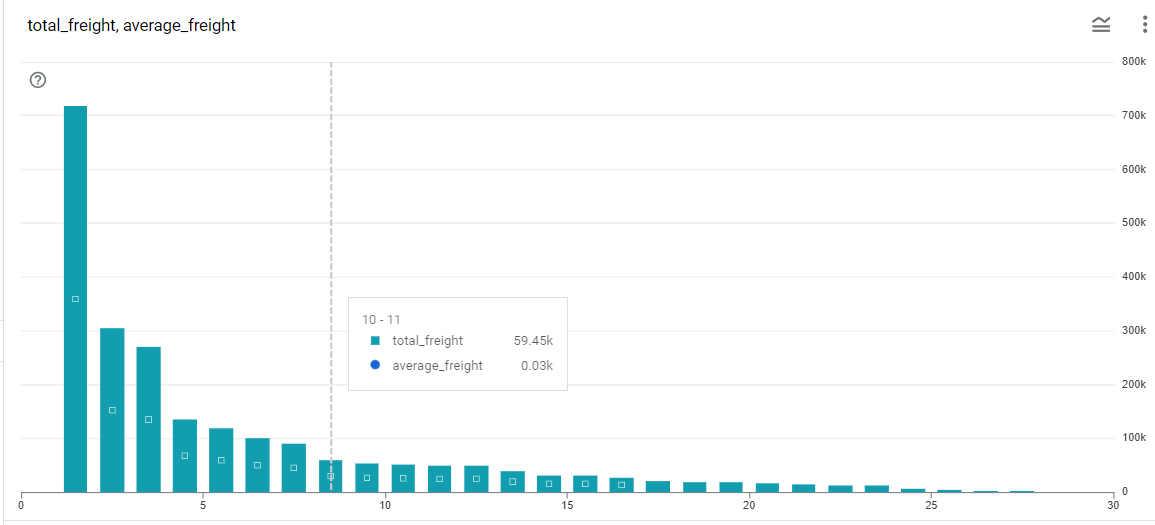 total_freight, average_freight
800k
700k
600k
500k
400k
300k
200k
100k
0
10 - 11
total_freight 59.45k
average_freight 0.03k
0 5 10 15 20 25 30